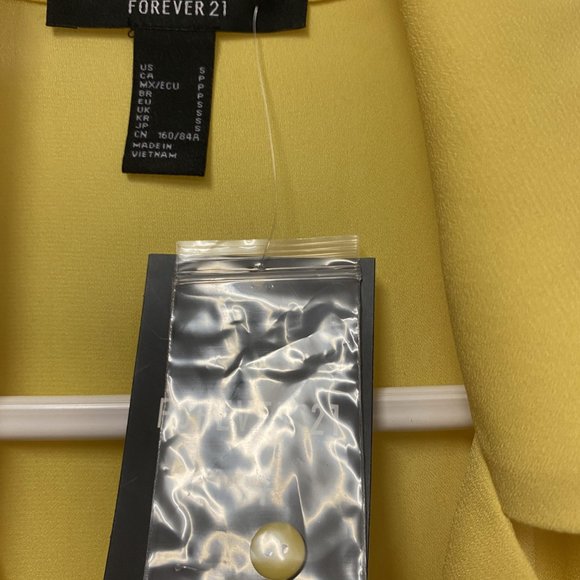 FOREVER 21
US S
CA P
MX/ECU P
BR P
EU S
UK S
KR S
JP S
CN 160/84A
MADE IN
VIETNAM
FOREVER 21